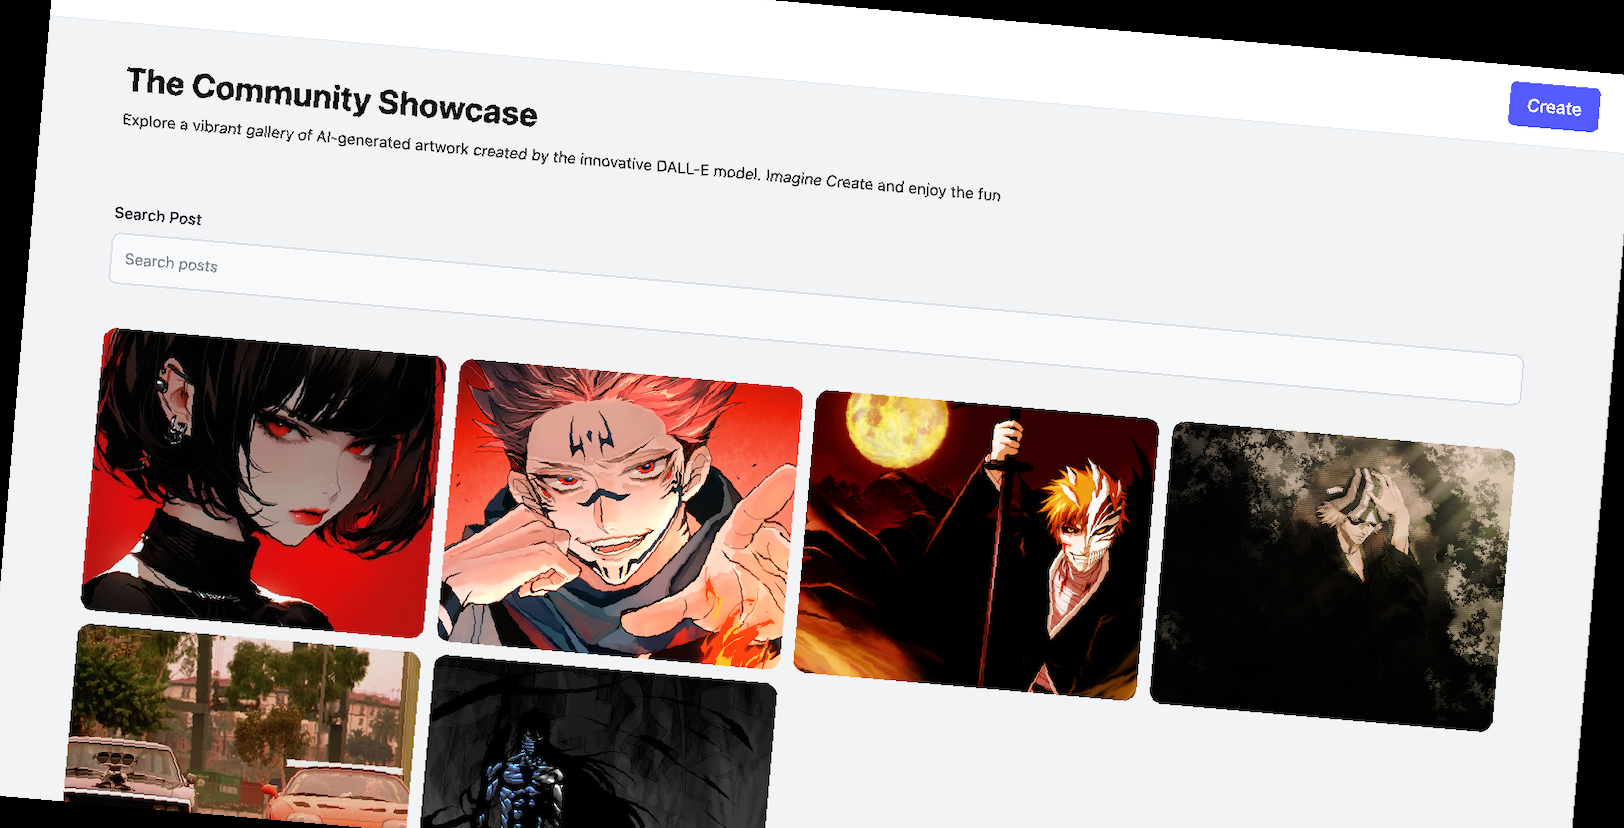 Create
The Community Showcase
Explore a vibrant gallery of AI-generated artwork created by the innovative DALL-E model. Imagine Create and enjoy the fun
Search Post
Search posts